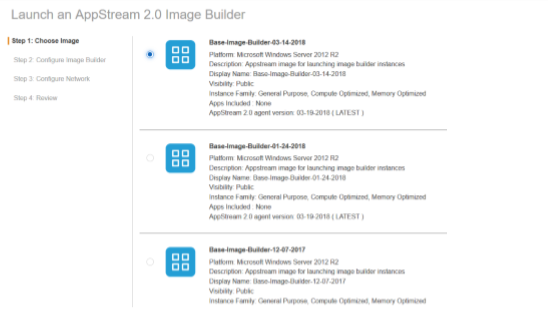 Launch an AppStream 2.0 Image Builder
Step 1: Choose Image
Step 2: Configure Image Builder
Step 3: Configure Network
Step 4: Review
Base-Image-Builder-03-14-2018
Platform: Microsoft Windows Server 2012 R2
Description: Appstream image for launching image builder instances
Display Name: Base-Image-Builder-03-14-2018
Visibility: Public
Instance Family: General Purpose, Compute Optimized, Memory Optimized
Apps Included : None
AppStream 2.0 agent version: 03-19-2018 ( LATEST )
Base-Image-Builder-01-24-2018
Platform: Microsoft Windows Server 2012 R2
Description: Appstream image for launching image builder instances
Display Name: Base-Image-Builder-01-24-2018
Visibility: Public
Instance Family: General Purpose, Compute Optimized, Memory Optimized
Apps Included : None
AppStream 2.0 agent version: 03-19-2018 ( LATEST )
Base-Image-Builder-12-07-2017
Platform: Microsoft Windows Server 2012 R2
Description: Appstream image for launching image builder instances
Display Name: Base-Image-Builder-12-07-2017
Visibility: Public
Instance Family: General Purpose, Compute Optimized, Memory Optimized